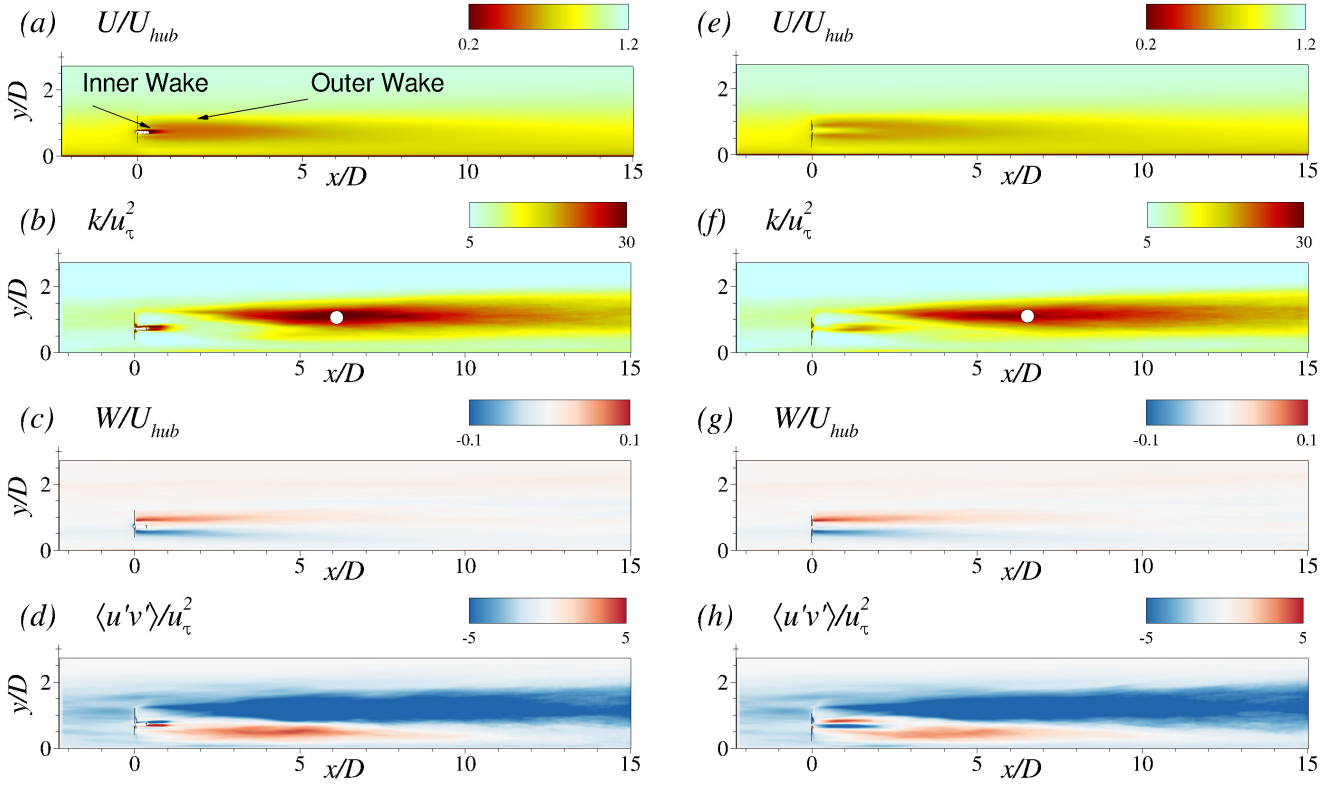 (a) U/U_hub
0.2 1.2
y/D
2
0
Inner Wake Outer Wake
0 5 10 15
x/D
(b) k/u_τ^2
5 30
y/D
2
0
0 5 10 15
x/D
(c) W/U_hub
-0.1 0.1
y/D
2
0
0 5 10 15
x/D
(d) ⟨u'v'⟩/u_τ^2
-5 5
y/D
2
0
0 5 10 15
x/D
(e) U/U_hub
0.2 1.2
y/D
2
0
0 5 10 15
x/D
(f) k/u_τ^2
5 30
y/D
2
0
0 5 10 15
x/D
(g) W/U_hub
-0.1 0.1
y/D
2
0
0 5 10 15
x/D
(h) ⟨u'v'⟩/u_τ^2
-5 5
y/D
2
0
0 5 10 15
x/D